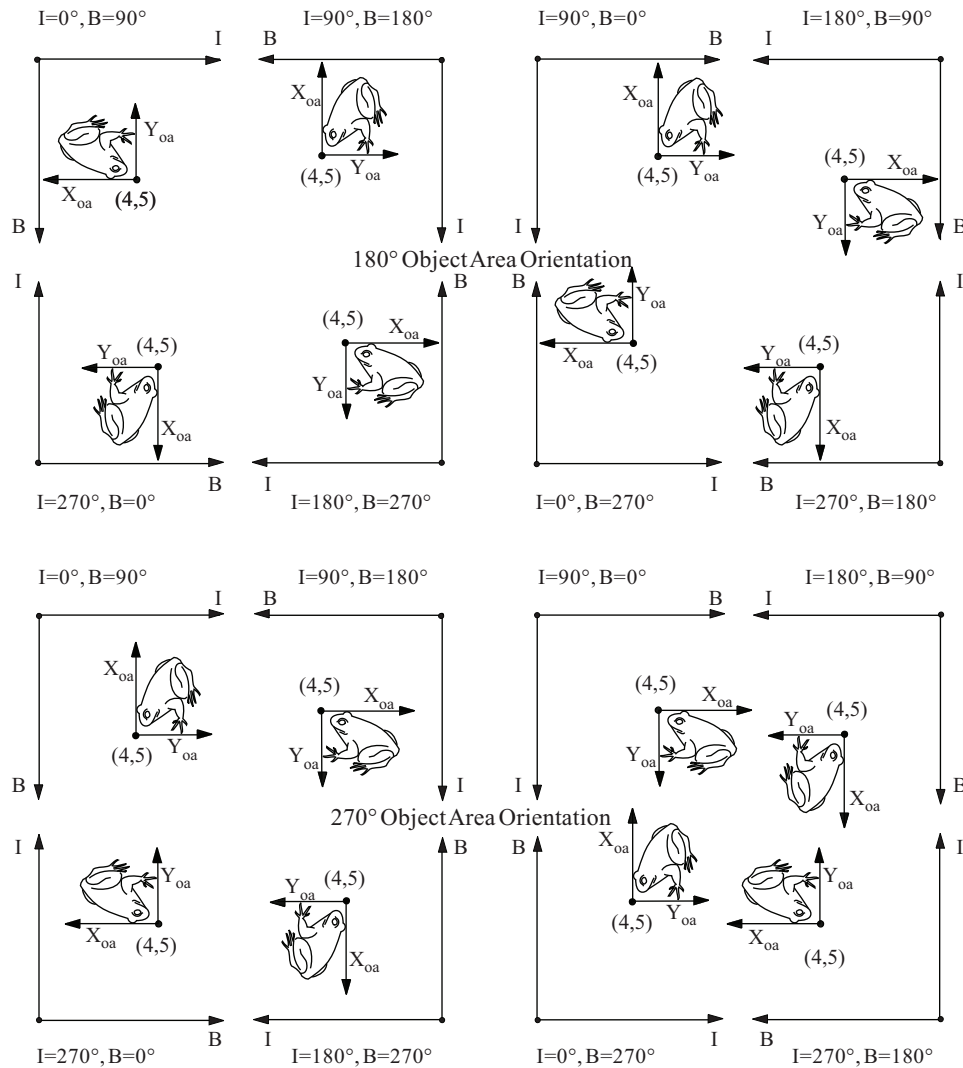 I=0°,B=90°
I=90°,B=180°
I=90°,B=0°
I=180°,B=90°
I
B
B
I
X_oa
X_oa
Y_oa
(4,5)
X_oa
X_oa
(4,5)
Y_oa
(4,5)
Y_oa
(4,5)
X_oa
Y_oa
B
I
I
B
180° Object Area Orientation
I
B
B
I
Y_oa
(4,5)
X_oa
X_oa
(4,5)
Y_oa
(4,5)
Y_oa
(4,5)
Y_oa
X_oa
X_oa
B
I
I
B
I=270°,B=0°
I=180°,B=270°
I=0°,B=270°
I=270°,B=180°
I=0°,B=90°
I=90°,B=180°
I=90°,B=0°
I=180°,B=90°
I
B
B
I
X_oa
(4,5)
X_oa
(4,5)
X_oa
Y_oa
(4,5)
(4,5)
Y_oa
Y_oa
Y_oa
X_oa
B
I
I
B
270° Object Area Orientation
I
B
B
I
X_oa
Y_oa
Y_oa
(4,5)
Y_oa
X_oa
(4,5)
X_oa
(4,5)
Y_oa
X_oa
(4,5)
B
I
I
B
I=270°,B=0°
I=180°,B=270°
I=0°,B=270°
I=270°,B=180°